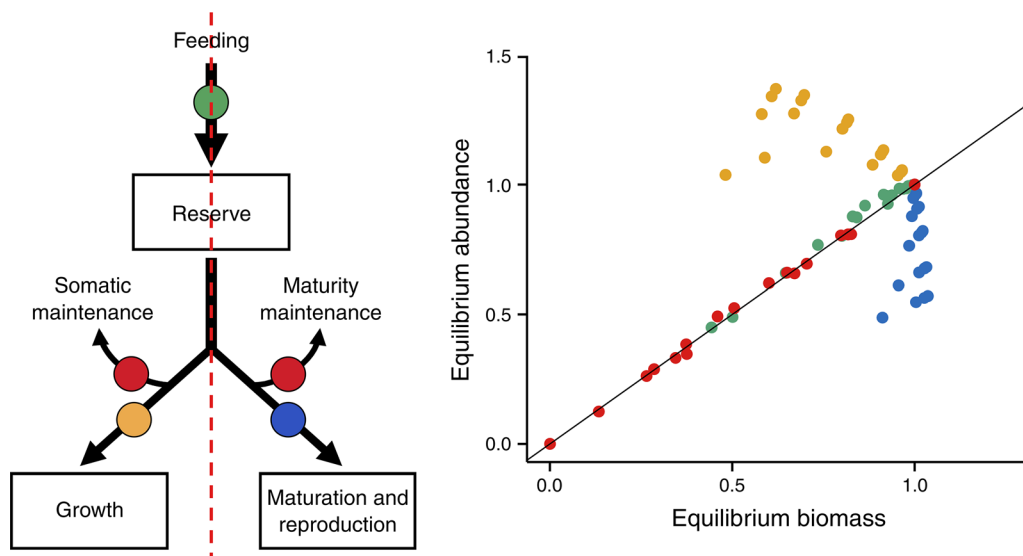 Feeding
Reserve
Somatic
maintenance
Maturity
maintenance
Growth
Maturation and
reproduction
1.5
1.0
0.5
0.0
Equilibrium abundance
0.0
0.5
1.0
Equilibrium biomass